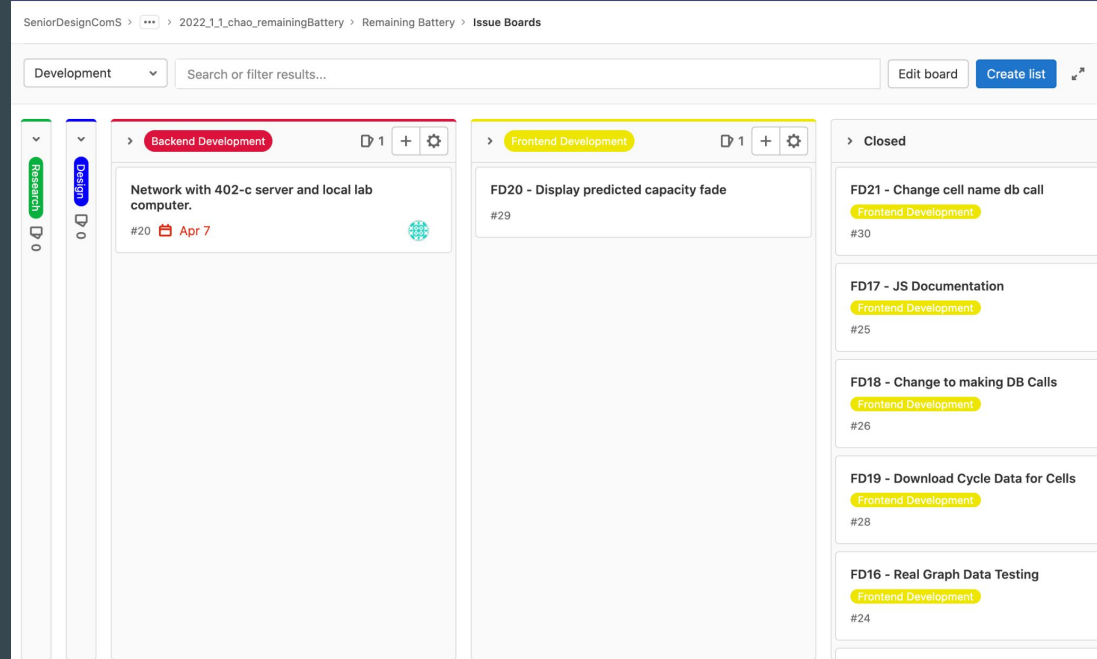 SeniorDesignComS > ... > 2022_1_1_chao_remainingBattery > Remaining Battery > Issue Boards
Development
Search or filter results...
Edit board
Create list
Research
0
Design
0
Backend Development
1
Network with 402-c server and local lab
computer.
#20 Apr 7
Frontend Development
1
FD20 - Display predicted capacity fade
#29
Closed
FD21 - Change cell name db call
Frontend Development
#30
FD17 - JS Documentation
Frontend Development
#25
FD18 - Change to making DB Calls
Frontend Development
#26
FD19 - Download Cycle Data for Cells
Frontend Development
#28
FD16 - Real Graph Data Testing
Frontend Development
#24